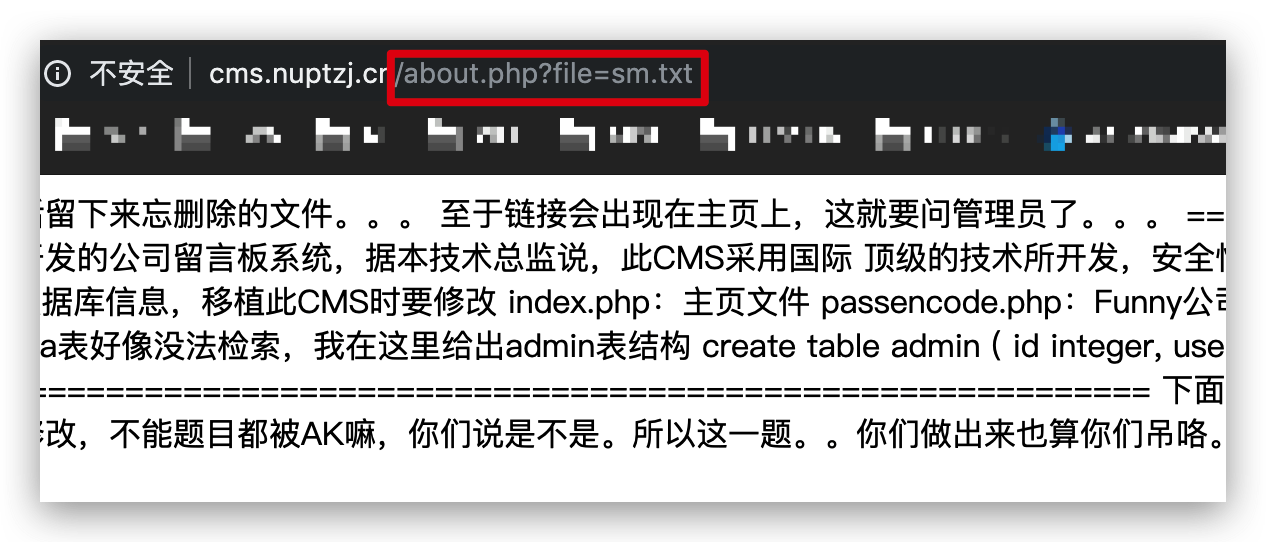 不安全 cms.nuptzj.cn/about.php?file=sm.txt
留下来忘删除的文件。。。 至于链接会出现在主页上，这就要问管理员了。。。 ==
发的公司留言板系统，据本技术总监说，此CMS采用国际 顶级的技术所开发，安全
据库信息，移植此CMS时要修改 index.php：主页文件 passencode.php：Funny公
a表好像没法检索，我在这里给出admin表结构 create table admin ( id integer, use
============================================================== 下面
改，不能题目都被AK嘛，你们说是不是。所以这一题。。你们做出来也算你们吊咯。